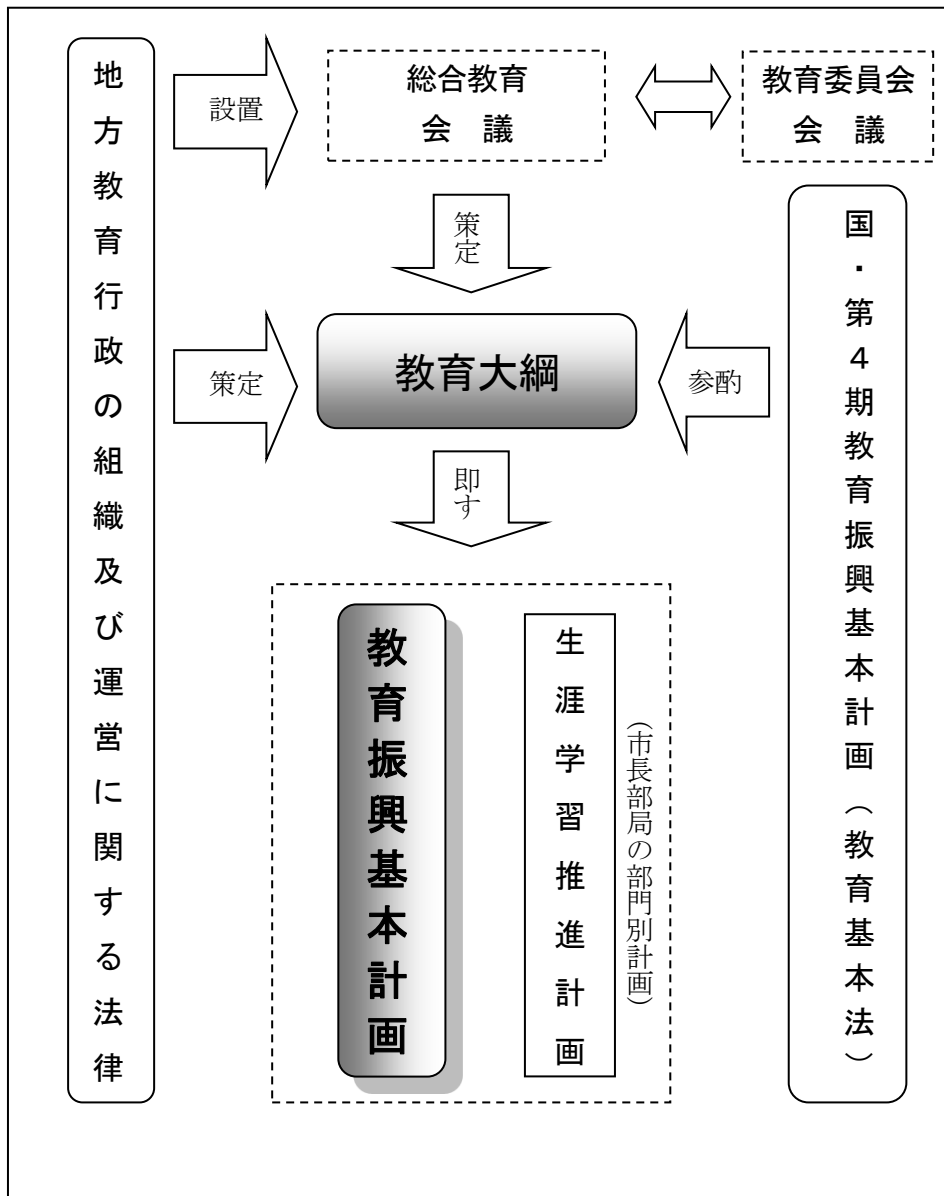 地方教育行政の組織及び運営に関する法律
設置
総合教育
会　議
教育委員会
会　議
策定
策定
教育大綱
参酌
国・第４期教育振興基本計画（教育基本法）
即す
教育振興基本計画
生涯学習推進計画
（市長部局の部門別計画）